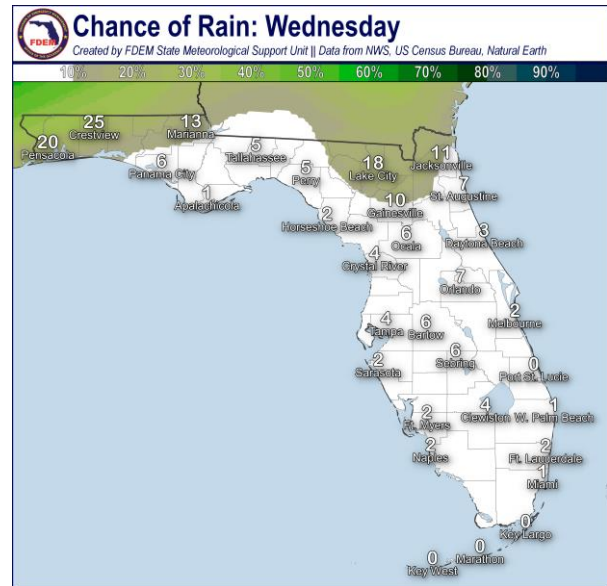 FDEM
Chance of Rain: Wednesday
Created by FDEM State Meteorological Support Unit || Data from NWS, US Census Bureau, Natural Earth
10% 20% 30% 40% 50% 60% 70% 80% 90%
25
Crestview
13
Marianna
20
Pensacola
6
Panama City
5
Tallahassee
11
Jacksonville
18
Lake City
5
Perry
1
Apalachicola
7
St. Augustine
10
Gainesville
2
Horseshoe Beach
6
Ocala
3
Daytona Beach
4
Crystal River
7
Orlando
2
Melbourne
4
Tampa
6
Bartow
6
Sebring
2
Sarasota
0
Port St. Lucie
2
Ft. Myers
4
Clewiston
1
W. Palm Beach
2
Naples
2
Ft. Lauderdale
1
Miami
0
Key Largo
0
Marathon
0
Key West